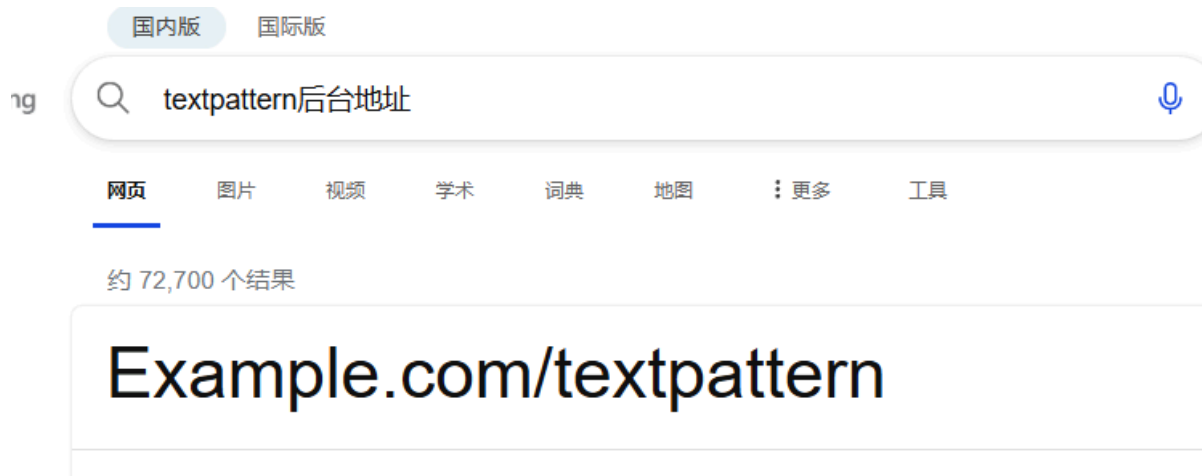 国内版 国际版
textpattern后台地址
网页 图片 视频 学术 词典 地图 更多 工具
约 72,700 个结果
Example.com/textpattern